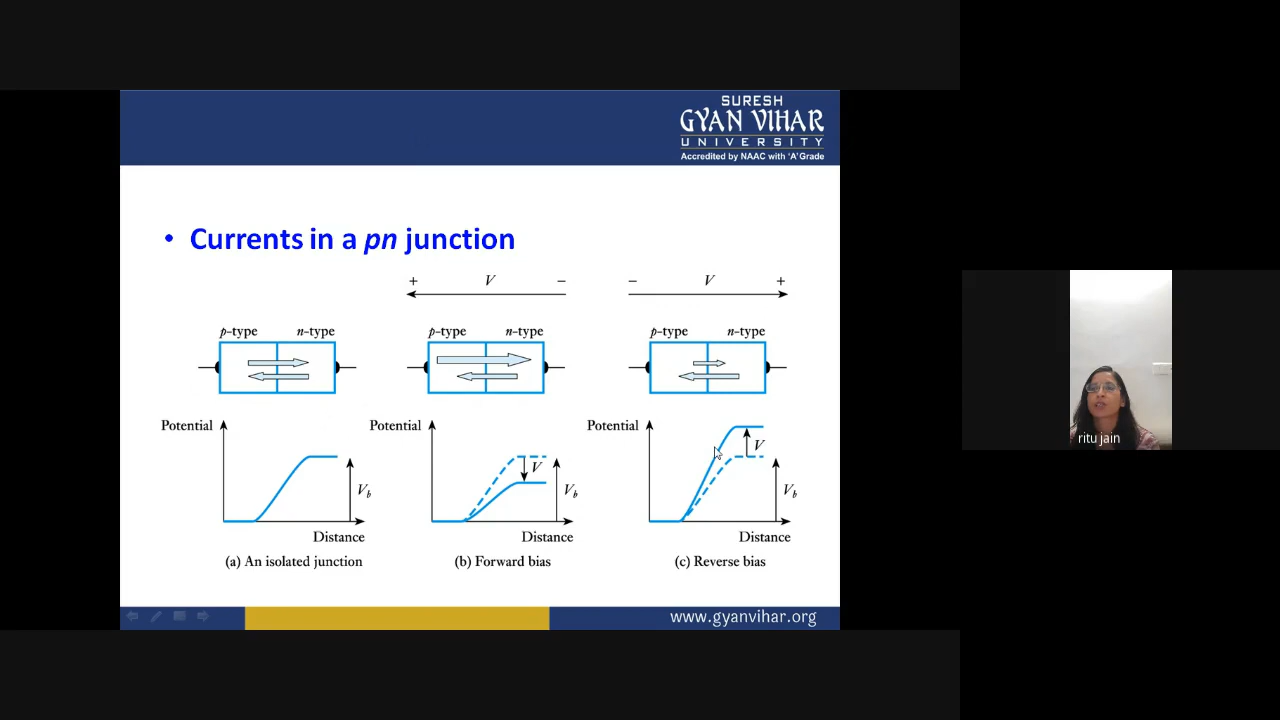 SURESH
GYAN VIHAR
UNIVERSITY
Accredited by NAAC with 'A' Grade
• Currents in a pn junction
+ V −
− V +
p-type n-type
p-type n-type
p-type n-type
Potential
Potential
Potential
V
V
Vb
Vb
Vb
Distance
Distance
Distance
(a) An isolated junction
(b) Forward bias
(c) Reverse bias
www.gyanvihar.org
ritu jain